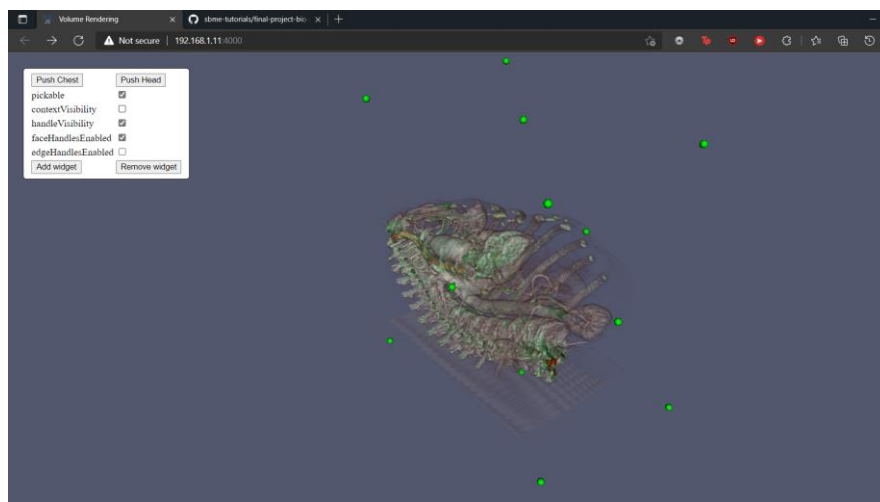 Volume Rendering
sbme-tutorials/final-project-bio
Not secure | 192.168.1.11:4000
Push Chest Push Head
pickable
contextVisibility
handleVisibility
faceHandlesEnabled
edgeHandlesEnabled
Add widget Remove widget